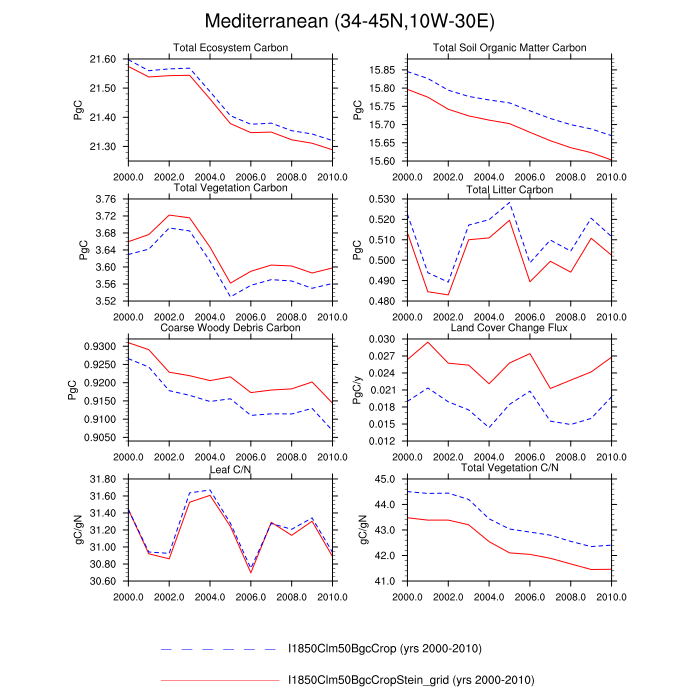 Mediterranean (34-45N,10W-30E)
Total Ecosystem Carbon
PgC
21.60
21.50
21.40
21.30
2000.0 2002.0 2004.0 2006.0 2008.0 2010.0
Total Soil Organic Matter Carbon
PgC
15.85
15.80
15.75
15.70
15.65
15.60
2000.0 2002.0 2004.0 2006.0 2008.0 2010.0
Total Vegetation Carbon
PgC
3.76
3.72
3.68
3.64
3.60
3.56
3.52
2000.0 2002.0 2004.0 2006.0 2008.0 2010.0
Total Litter Carbon
PgC
0.530
0.520
0.510
0.500
0.490
0.480
2000.0 2002.0 2004.0 2006.0 2008.0 2010.0
Coarse Woody Debris Carbon
PgC
0.9300
0.9250
0.9200
0.9150
0.9100
0.9050
2000.0 2002.0 2004.0 2006.0 2008.0 2010.0
Land Cover Change Flux
PgC/y
0.030
0.027
0.024
0.021
0.018
0.015
0.012
2000.0 2002.0 2004.0 2006.0 2008.0 2010.0
Leaf C/N
gC/gN
31.80
31.60
31.40
31.20
31.00
30.80
30.60
2000.0 2002.0 2004.0 2006.0 2008.0 2010.0
Total Vegetation C/N
gC/gN
45.0
44.0
43.0
42.0
41.0
2000.0 2002.0 2004.0 2006.0 2008.0 2010.0
I1850Clm50BgcCrop (yrs 2000-2010)
I1850Clm50BgcCropStein_grid (yrs 2000-2010)